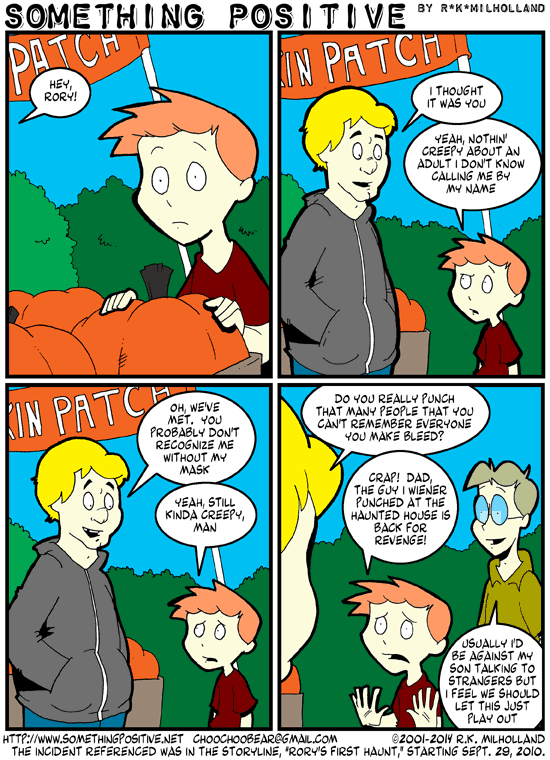 SOMETHING POSITIVE BY R*K*MILHOLLAND
PATCH
HEY,
RORY!
IN PATCH
I THOUGHT
IT WAS YOU
YEAH, NOTHIN'
CREEPY ABOUT AN
ADULT I DON'T KNOW
CALLING ME BY
MY NAME
IN PATCH
OH, WE'VE
MET. YOU
PROBABLY DON'T
RECOGNIZE ME
WITHOUT MY
MASK
YEAH, STILL
KINDA CREEPY,
MAN
DO YOU REALLY PUNCH
THAT MANY PEOPLE THAT YOU
CAN'T REMEMBER EVERYONE
YOU MAKE BLEED?
CRAP! DAD,
THE GUY I WIENER
PUNCHED AT THE
HAUNTED HOUSE IS
BACK FOR
REVENGE!
USUALLY I'D
BE AGAINST MY
SON TALKING TO
STRANGERS BUT
I FEEL WE SHOULD
LET THIS JUST
PLAY OUT
HTTP://WWW.SOMETHINGPOSITIVE.NET CHOOCHOOBEAR@GMAIL.COM ©2001-2014 R.K. MILHOLLAND
THE INCIDENT REFERENCED WAS IN THE STORYLINE, "RORY'S FIRST HAUNT," STARTING SEPT. 29, 2010.